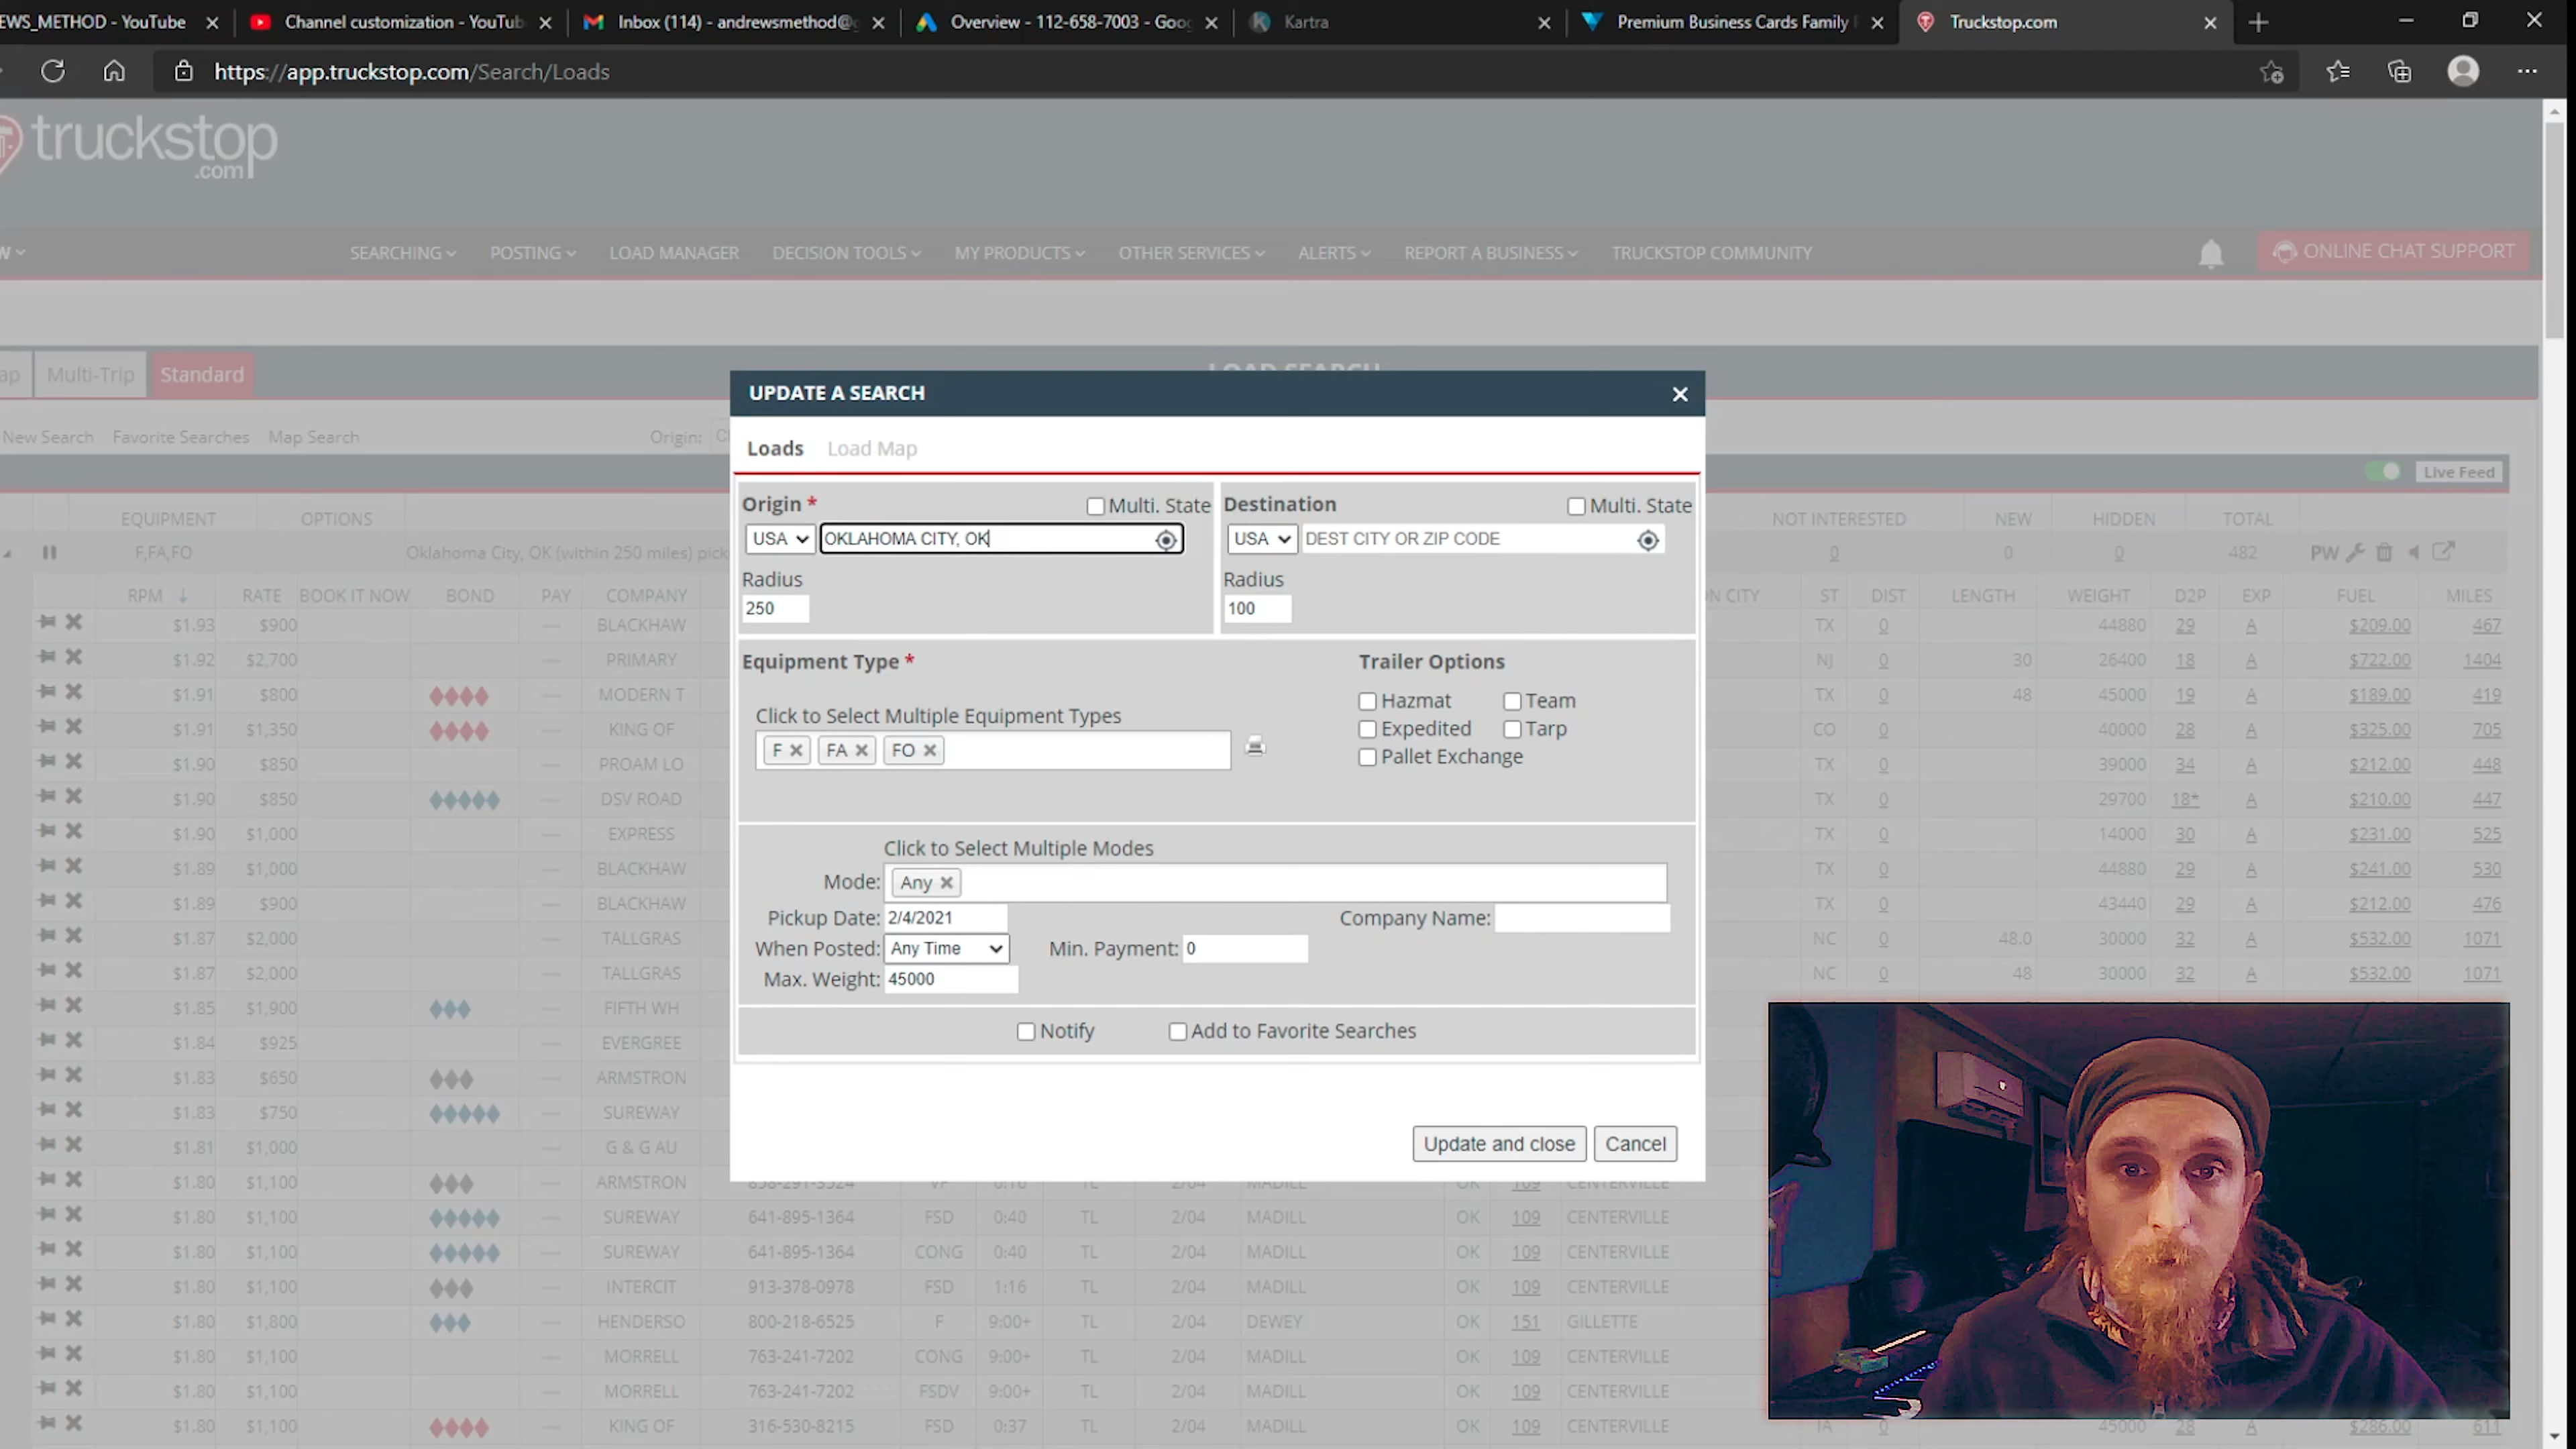 EWS_METHOD - YouTube
Channel customization - YouTub
Inbox (114) - andrewsmethod@g
Overview - 112-658-7003 - Goog
Kartra
Premium Business Cards Family
Truckstop.com
https://app.truckstop.com/Search/Loads
truckstop
.com
SEARCHING
POSTING
LOAD MANAGER
DECISION TOOLS
MY PRODUCTS
OTHER SERVICES
ALERTS
REPORT A BUSINESS
TRUCKSTOP COMMUNITY
ONLINE CHAT SUPPORT
ap Multi-Trip Standard
New Search Favorite Searches Map Search Origin:
Live Feed
EQUIPMENT OPTIONS NOT INTERESTED NEW HIDDEN TOTAL
F,FA,FO Oklahoma City, OK (within 250 miles) pick 0 0 0 482 PW
RPM ↓ RATE BOOK IT NOW BOND PAY COMPANY N CITY ST DIST LENGTH WEIGHT D2P EXP FUEL MILES
$1.93 $900 — BLACKHAW TX 0 44880 29 A $209.00 467
$1.92 $2,700 — PRIMARY NJ 0 30 26400 18 A $722.00 1404
$1.91 $800 — MODERN T TX 0 48 45000 19 A $189.00 419
$1.91 $1,350 — KING OF CO 0 40000 28 A $325.00 705
$1.90 $850 — PROAM LO TX 0 39000 34 A $212.00 448
$1.90 $850 — DSV ROAD TX 0 29700 18* A $210.00 447
$1.90 $1,000 — EXPRESS TX 0 14000 30 A $231.00 525
$1.89 $1,000 — BLACKHAW TX 0 44880 29 A $241.00 530
$1.89 $900 — BLACKHAW TX 0 43440 29 A $212.00 476
$1.87 $2,000 — TALLGRAS NC 0 48.0 30000 32 A $532.00 1071
$1.87 $2,000 — TALLGRAS NC 0 48 30000 32 A $532.00 1071
$1.85 $1,900 — FIFTH WH
$1.84 $925 — EVERGREE
$1.83 $650 — ARMSTRON
$1.83 $750 — SUREWAY
$1.81 $1,000 — G & G AU
$1.80 $1,100 — ARMSTRON 0:16 TL 2/04 MADILL OK 109 CENTERVILLE
$1.80 $1,100 — SUREWAY 641-895-1364 FSD 0:40 TL 2/04 MADILL OK 109 CENTERVILLE
$1.80 $1,100 — SUREWAY 641-895-1364 CONG 0:40 TL 2/04 MADILL OK 109 CENTERVILLE
$1.80 $1,100 — INTERCIT 913-378-0978 FSD 1:16 TL 2/04 MADILL OK 109 CENTERVILLE
$1.80 $1,800 — HENDERSO 800-218-6525 F 9:00+ TL 2/04 DEWEY OK 151 GILLETTE
$1.80 $1,100 — MORRELL 763-241-7202 CONG 9:00+ TL 2/04 MADILL OK 109 CENTERVILLE
$1.80 $1,100 — MORRELL 763-241-7202 FSDV 9:00+ TL 2/04 MADILL OK 109 CENTERVILLE
$1.80 $1,100 — KING OF 316-530-8215 FSD 0:37 TL 2/04 MADILL OK 109 CENTERVILLE IA 0 45000 28 A $286.00 611
UPDATE A SEARCH
Loads Load Map
Origin * Multi. State
USA OKLAHOMA CITY, OK
Radius
250
Destination Multi. State
USA DEST CITY OR ZIP CODE
Radius
100
Equipment Type *
Click to Select Multiple Equipment Types
F FA FO
Trailer Options
Hazmat Team
Expedited Tarp
Pallet Exchange
Click to Select Multiple Modes
Mode: Any
Pickup Date: 2/4/2021 Company Name:
When Posted: Any Time Min. Payment: 0
Max. Weight: 45000
Notify Add to Favorite Searches
Update and close Cancel